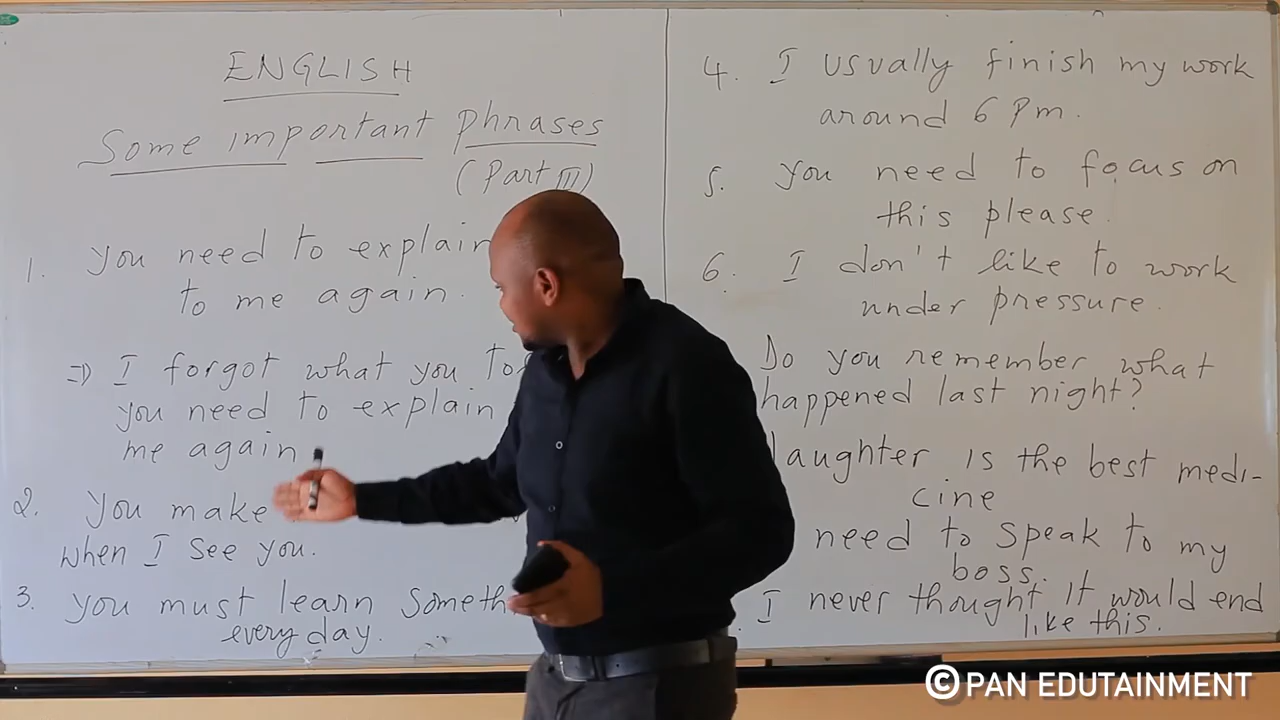 ENGLISH
Some important phrases
(Part III)
1. You need to explain
to me again.
=> I forgot what you
you need to explain
me again
2. You make
when I see you.
3. you must learn
every day.
4. I usually finish my work
around 6 Pm.
5. you need to focus on
this please.
6. I don't like to work
under pressure.
Do you remember what
happened last night?
laughter is the best medi-
cine
need to speak to my
boss.
I never thought it would end
like this.
© PAN EDUTAINMENT